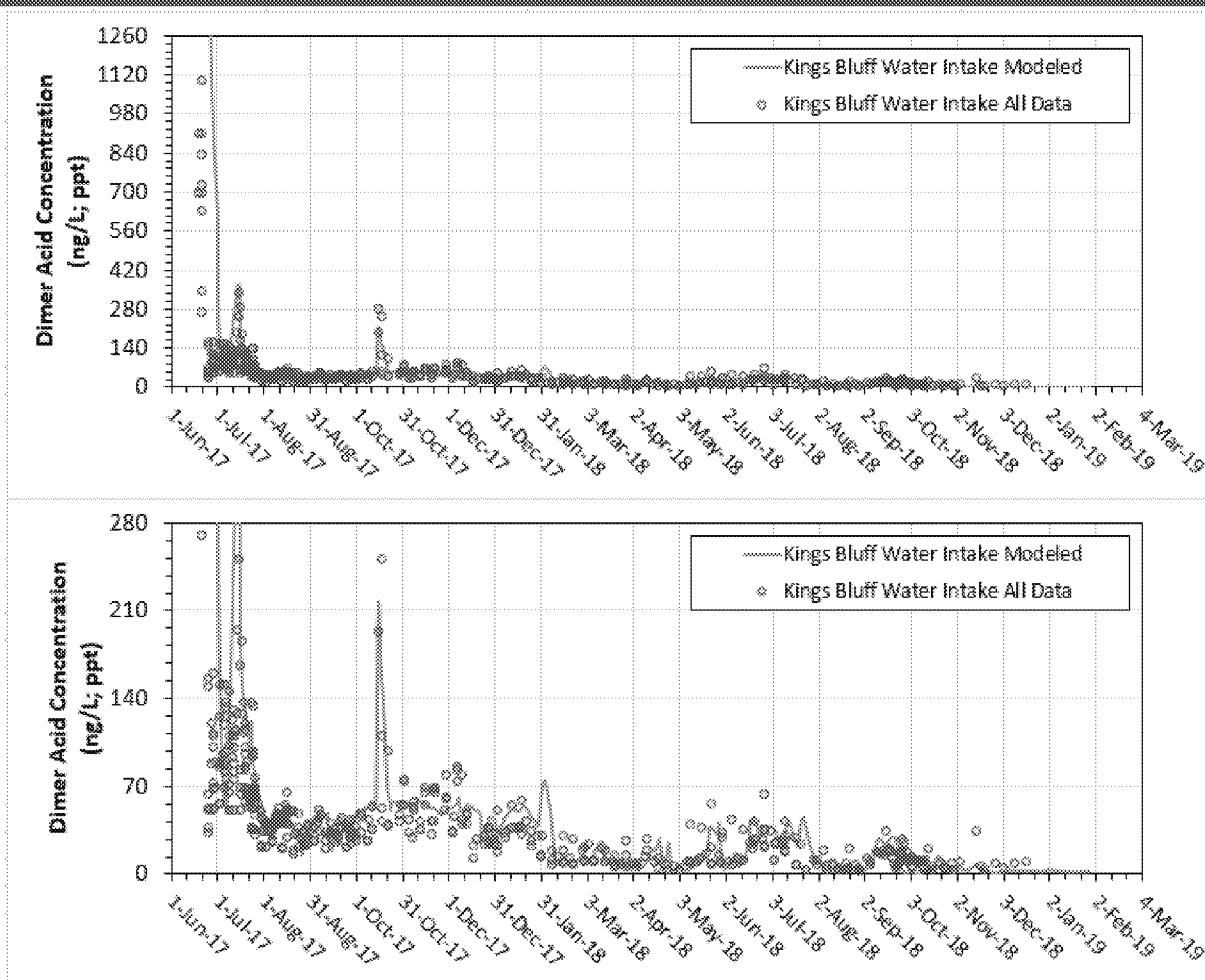 1260
1120
980
840
700
560
420
280
140
0
Dimer Acid Concentration
(ng/L; ppt)
Kings Bluff Water Intake Modeled
Kings Bluff Water Intake All Data
1-Jun-17
1-Jul-17
1-Aug-17
31-Aug-17
1-Oct-17
31-Oct-17
1-Dec-17
31-Dec-17
31-Jan-18
3-Mar-18
2-Apr-18
3-May-18
2-Jun-18
3-Jul-18
2-Aug-18
2-Sep-18
3-Oct-18
2-Nov-18
3-Dec-18
2-Jan-19
2-Feb-19
4-Mar-19
280
210
140
70
0
Dimer Acid Concentration
(ng/L; ppt)
Kings Bluff Water Intake Modeled
Kings Bluff Water Intake All Data
1-Jun-17
1-Jul-17
1-Aug-17
31-Aug-17
1-Oct-17
31-Oct-17
1-Dec-17
31-Dec-17
31-Jan-18
3-Mar-18
2-Apr-18
3-May-18
2-Jun-18
3-Jul-18
2-Aug-18
2-Sep-18
3-Oct-18
2-Nov-18
3-Dec-18
2-Jan-19
2-Feb-19
4-Mar-19